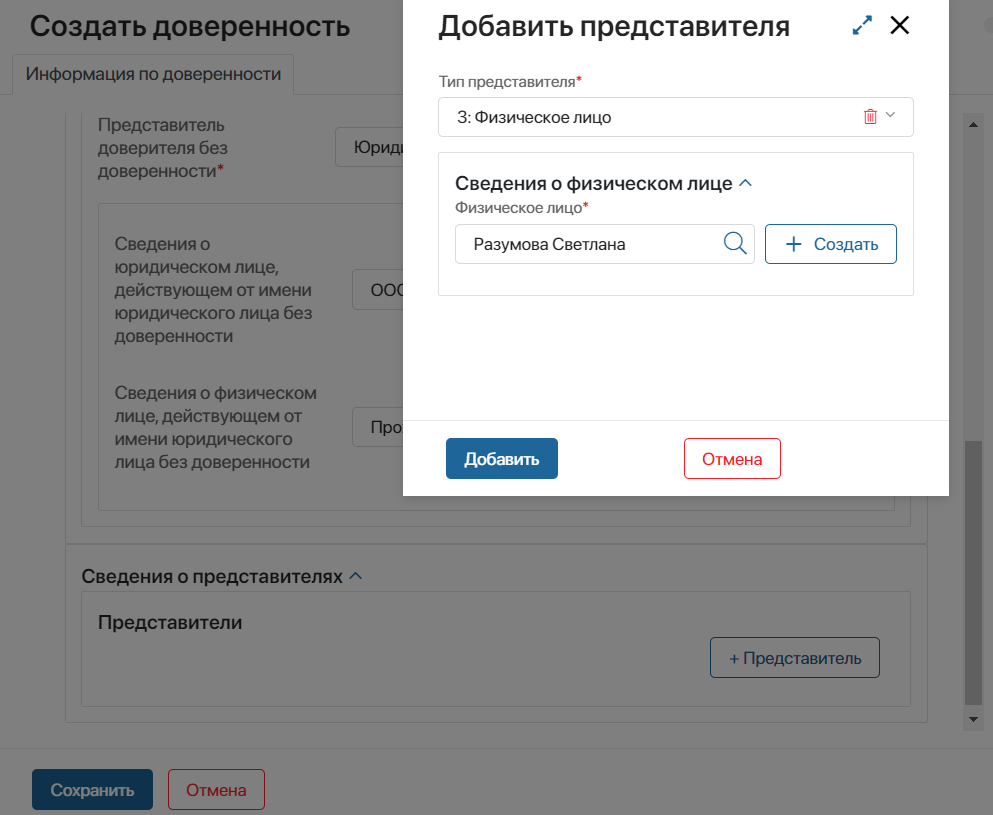 Создать доверенность
Информация по доверенности
Представитель
доверителя без
доверенности*
Сведения о
юридическом лице,
действующем от имени
юридического лица без
доверенности
ООО
Сведения о физическом
лице, действующем от
имени юридического
лица без доверенности
Сведения о представителях
Представители
+ Представитель
Сохранить
Отмена
Добавить представителя
Тип представителя*
3: Физическое лицо
Сведения о физическом лице
Физическое лицо*
Разумова Светлана
+ Создать
Добавить
Отмена